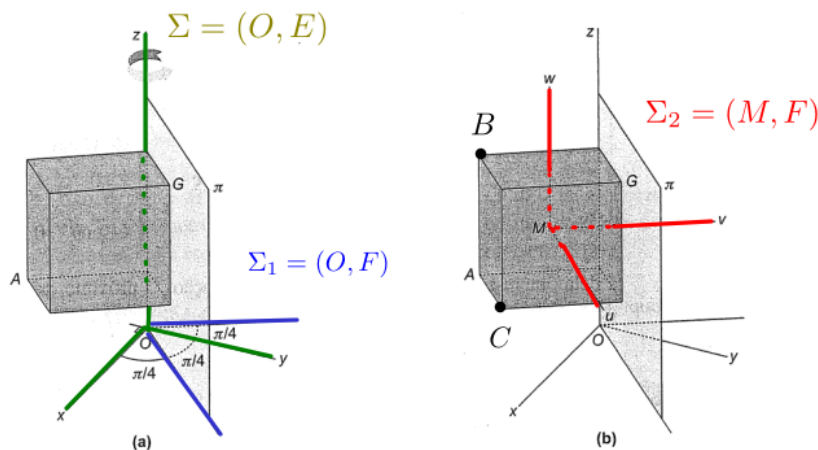 Σ = (O, E)
z
G
π
A
Σ₁ = (O, F)
O
π/4
π/4
π/4
y
x
(a)
z
w
B
Σ₂ = (M, F)
G
π
M
v
A
C
u
O
y
x
(b)